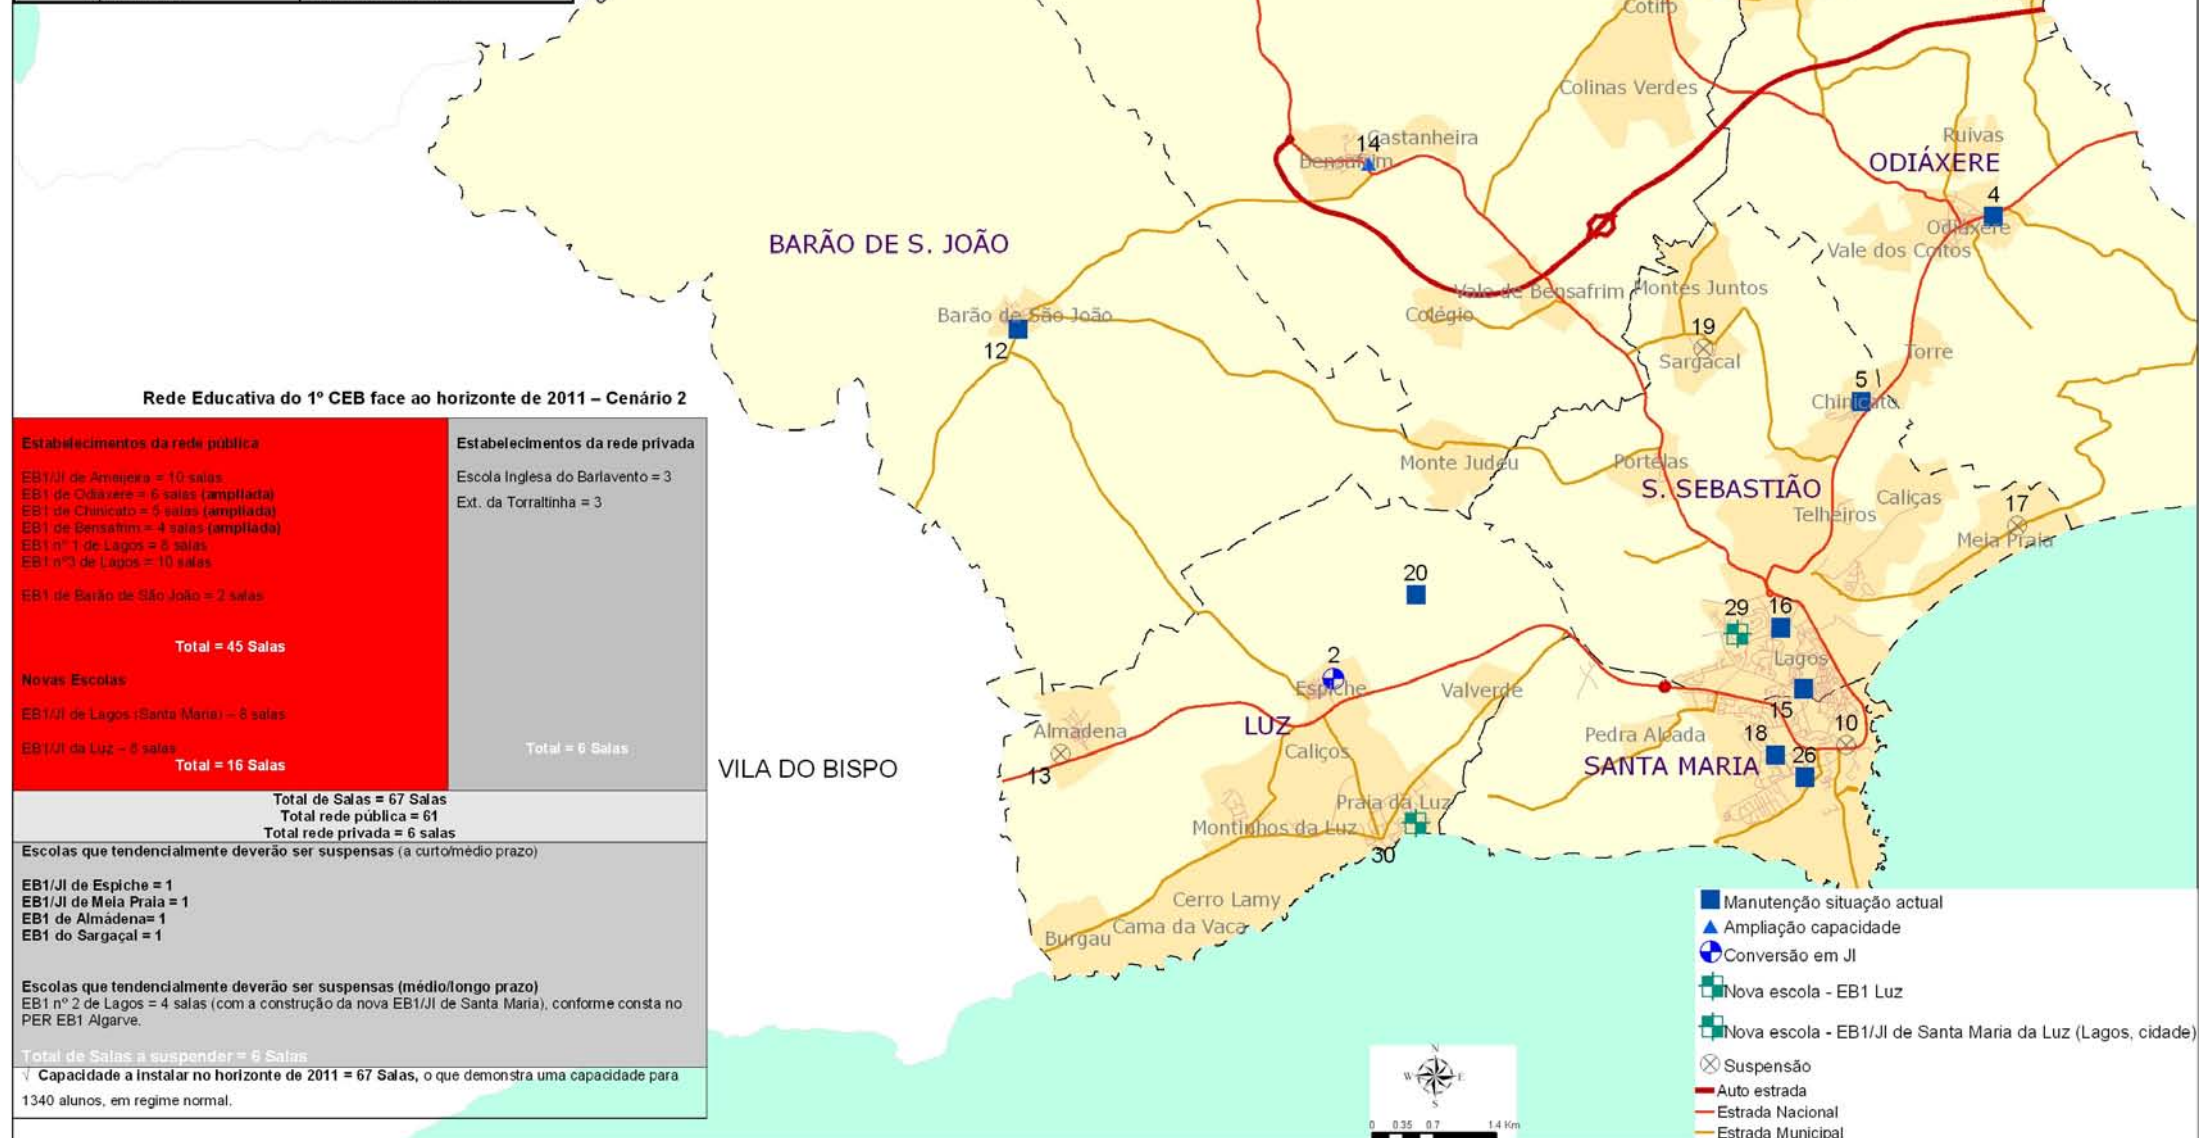 Cotifo
Colinas Verdes
14
Castanheira
Bensafrim
Ruivas
ODIÁXERE
4
Odiáxere
Vale dos Coitos
BARÃO DE S. JOÃO
Barão de São João
12
Vale de Bensafrim
Montes Juntos
Colégio
19
Sargaçal
Torre
5
Chinicato
Monte Judeu
Portelas
S. SEBASTIÃO
Caliças
Telheiros
17
Meia Praia
20
29
16
Lagos
2
Espiche
Valverde
15
10
Almadena
13
LUZ
Caliços
Pedra Alçada
18
26
SANTA MARIA
VILA DO BISPO
Praia da Luz
Montinhos da Luz
30
Cerro Lamy
Cama da Vaca
Burgau
Rede Educativa do 1º CEB face ao horizonte de 2011 – Cenário 2
Estabelecimentos da rede pública
EB1/JI de Ameijeira = 10 salas
EB1 de Odiáxere = 6 salas (ampliada)
EB1 de Chinicato = 5 salas (ampliada)
EB1 de Bensafrim = 4 salas (ampliada)
EB1 nº 1 de Lagos = 8 salas
EB1 nº3 de Lagos = 10 salas
EB1 de Barão de São João = 2 salas
Total = 45 Salas
Novas Escolas
EB1/JI de Lagos (Santa Maria) – 8 salas
EB1/JI da Luz – 8 salas
Total = 16 Salas
Estabelecimentos da rede privada
Escola Inglesa do Barlavento = 3
Ext. da Torraltinha = 3
Total = 6 Salas
Total de Salas = 67 Salas
Total rede pública = 61
Total rede privada = 6 salas
Escolas que tendencialmente deverão ser suspensas (a curto/médio prazo)
EB1/JI de Espiche = 1
EB1/JI de Meia Praia = 1
EB1 de Almádena= 1
EB1 do Sargaçal = 1
Escolas que tendencialmente deverão ser suspensas (médio/longo prazo)
EB1 nº 2 de Lagos = 4 salas (com a construção da nova EB1/JI de Santa Maria), conforme consta no
PER EB1 Algarve.
Total de Salas a suspender = 6 Salas
√ Capacidade a instalar no horizonte de 2011 = 67 Salas, o que demonstra uma capacidade para
1340 alunos, em regime normal.
Manutenção situação actual
Ampliação capacidade
Conversão em JI
Nova escola - EB1 Luz
Nova escola - EB1/JI de Santa Maria da Luz (Lagos, cidade)
Suspensão
Auto estrada
Estrada Nacional
Estrada Municipal
N
W E
S
0 0.35 0.7 1.4 Km